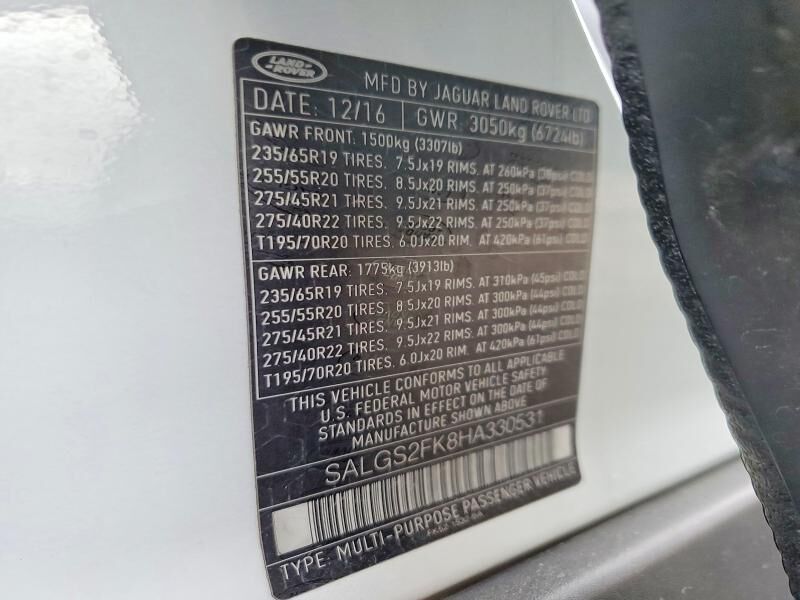 LAND ROVER
MFD BY JAGUAR LAND ROVER LTD
DATE: 12/16 GWR: 3050kg (6724lb)
GAWR FRONT: 1500kg (3307lb)
235/65R19 TIRES. 7.5Jx19 RIMS. AT 260kPa (38psi) COLD
255/55R20 TIRES. 8.5Jx20 RIMS. AT 250kPa (37psi) COLD
275/45R21 TIRES. 9.5Jx21 RIMS. AT 250kPa (37psi) COLD
275/40R22 TIRES. 9.5Jx22 RIMS. AT 250kPa (37psi) COLD
T195/70R20 TIRES. 6.0Jx20 RIM. AT 420kPa (61psi) COLD
GAWR REAR: 1775kg (3913lb)
235/65R19 TIRES. 7.5Jx19 RIMS. AT 310kPa (45psi) COLD
255/55R20 TIRES. 8.5Jx20 RIMS. AT 300kPa (44psi) COLD
275/45R21 TIRES. 9.5Jx21 RIMS. AT 300kPa (44psi) COLD
275/40R22 TIRES. 9.5Jx22 RIMS. AT 300kPa (44psi) COLD
T195/70R20 TIRES. 6.0Jx20 RIM. AT 420kPa (61psi) COLD
THIS VEHICLE CONFORMS TO ALL APPLICABLE
U.S. FEDERAL MOTOR VEHICLE SAFETY
STANDARDS IN EFFECT ON THE DATE OF
MANUFACTURE SHOWN ABOVE
SALGS2FK8HA330531
TYPE: MULTI-PURPOSE PASSENGER VEHICLE